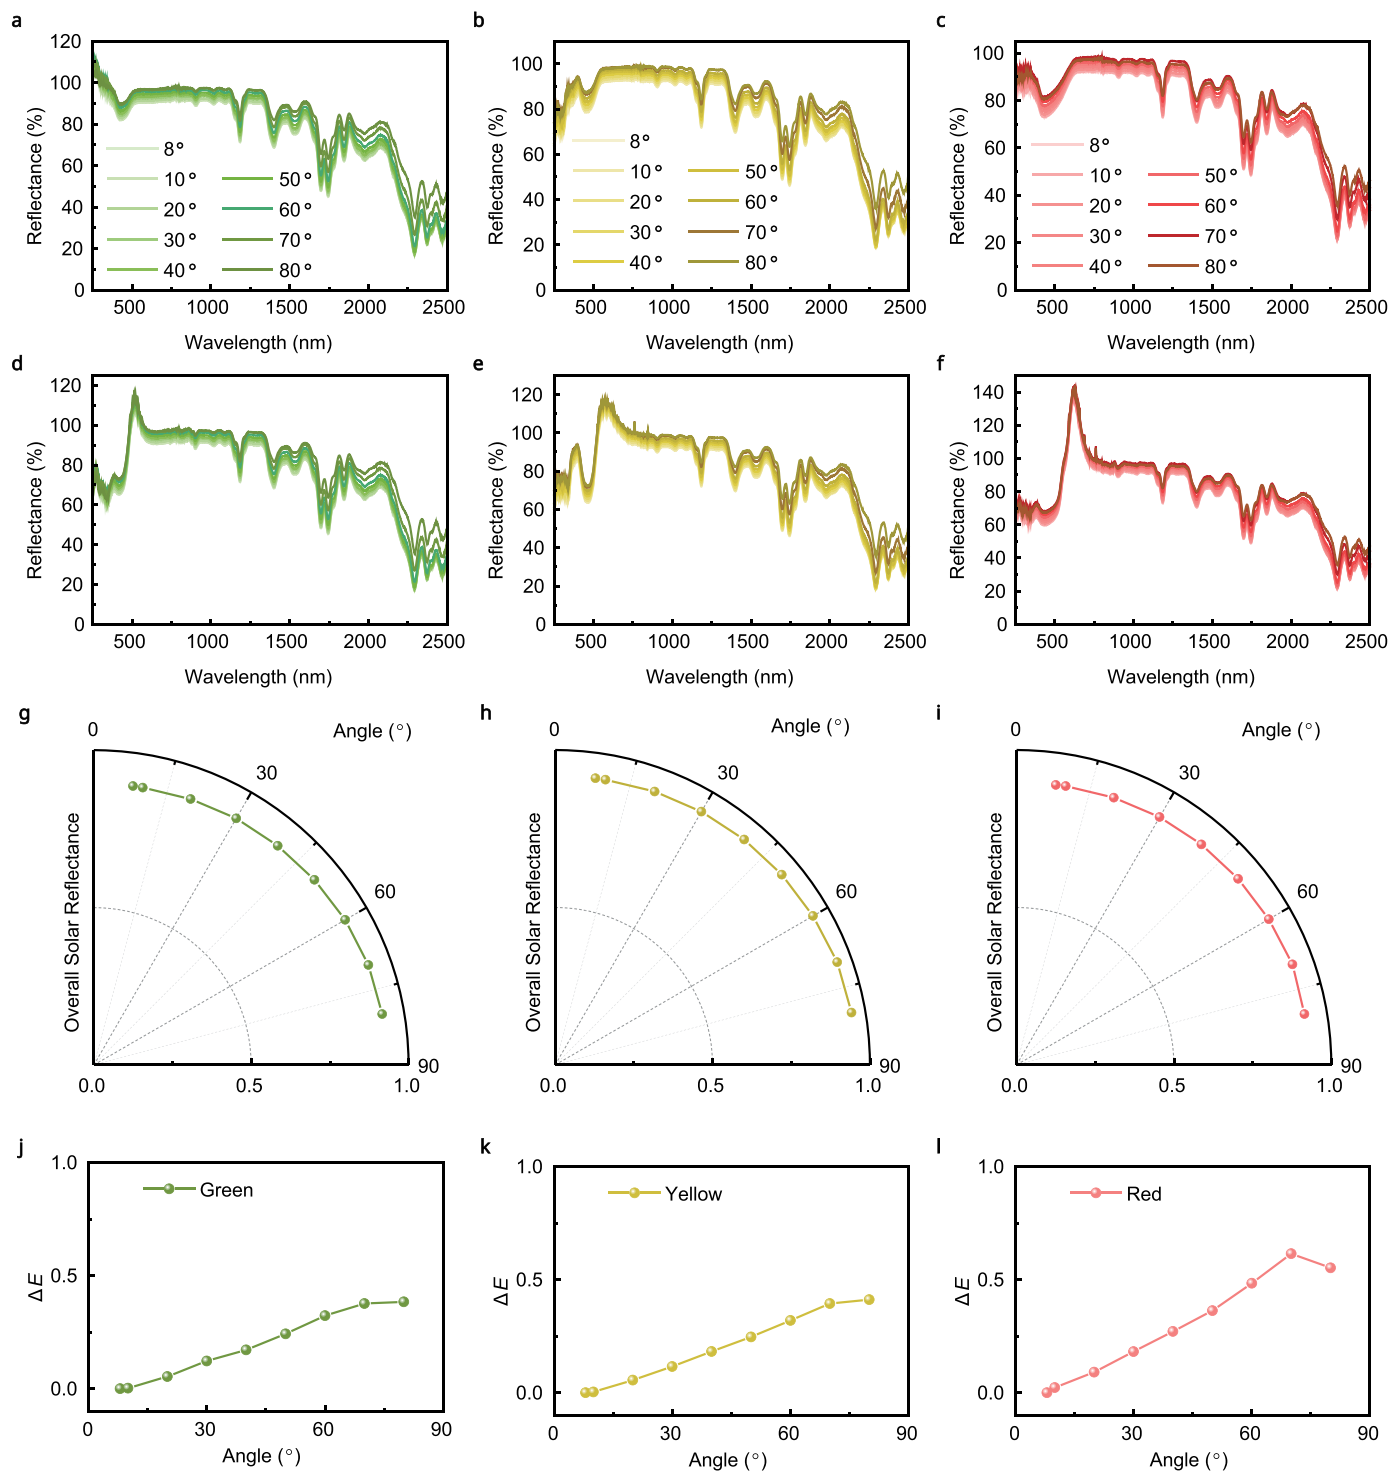 a
120
100
80
60
40
20
0
Reflectance (%)
8°
10°
20°
30°
40°
50°
60°
70°
80°
500 1000 1500 2000 2500
Wavelength (nm)
b
100
80
60
40
20
0
Reflectance (%)
8°
10°
20°
30°
40°
50°
60°
70°
80°
500 1000 1500 2000 2500
Wavelength (nm)
c
100
80
60
40
20
0
Reflectance (%)
8°
10°
20°
30°
40°
50°
60°
70°
80°
500 1000 1500 2000 2500
Wavelength (nm)
d
120
100
80
60
40
20
0
Reflectance (%)
500 1000 1500 2000 2500
Wavelength (nm)
e
120
100
80
60
40
20
0
Reflectance (%)
500 1000 1500 2000 2500
Wavelength (nm)
f
140
120
100
80
60
40
20
0
Reflectance (%)
500 1000 1500 2000 2500
Wavelength (nm)
g
0
Angle (°)
30
60
90
Overall Solar Reflectance
0.0 0.5 1.0
h
0
Angle (°)
30
60
90
Overall Solar Reflectance
0.0 0.5 1.0
i
0
Angle (°)
30
60
90
Overall Solar Reflectance
0.0 0.5 1.0
j
1.0
0.5
0.0
ΔE
Green
0 30 60 90
Angle (°)
k
1.0
0.5
0.0
ΔE
Yellow
0 30 60 90
Angle (°)
l
1.0
0.5
0.0
ΔE
Red
0 30 60 90
Angle (°)